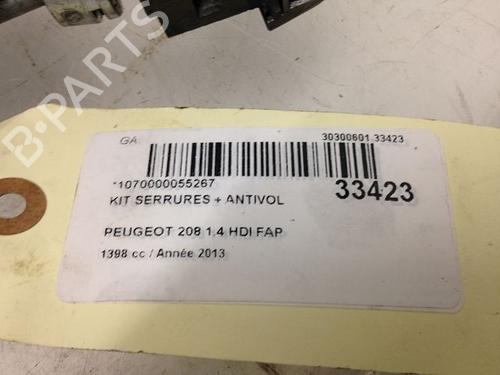 B-PARTS
GA
30300601.33423
*1070000055267
33423
KIT SERRURES + ANTIVOL
PEUGEOT 208 1.4 HDI FAP
1398 cc / Année 2013